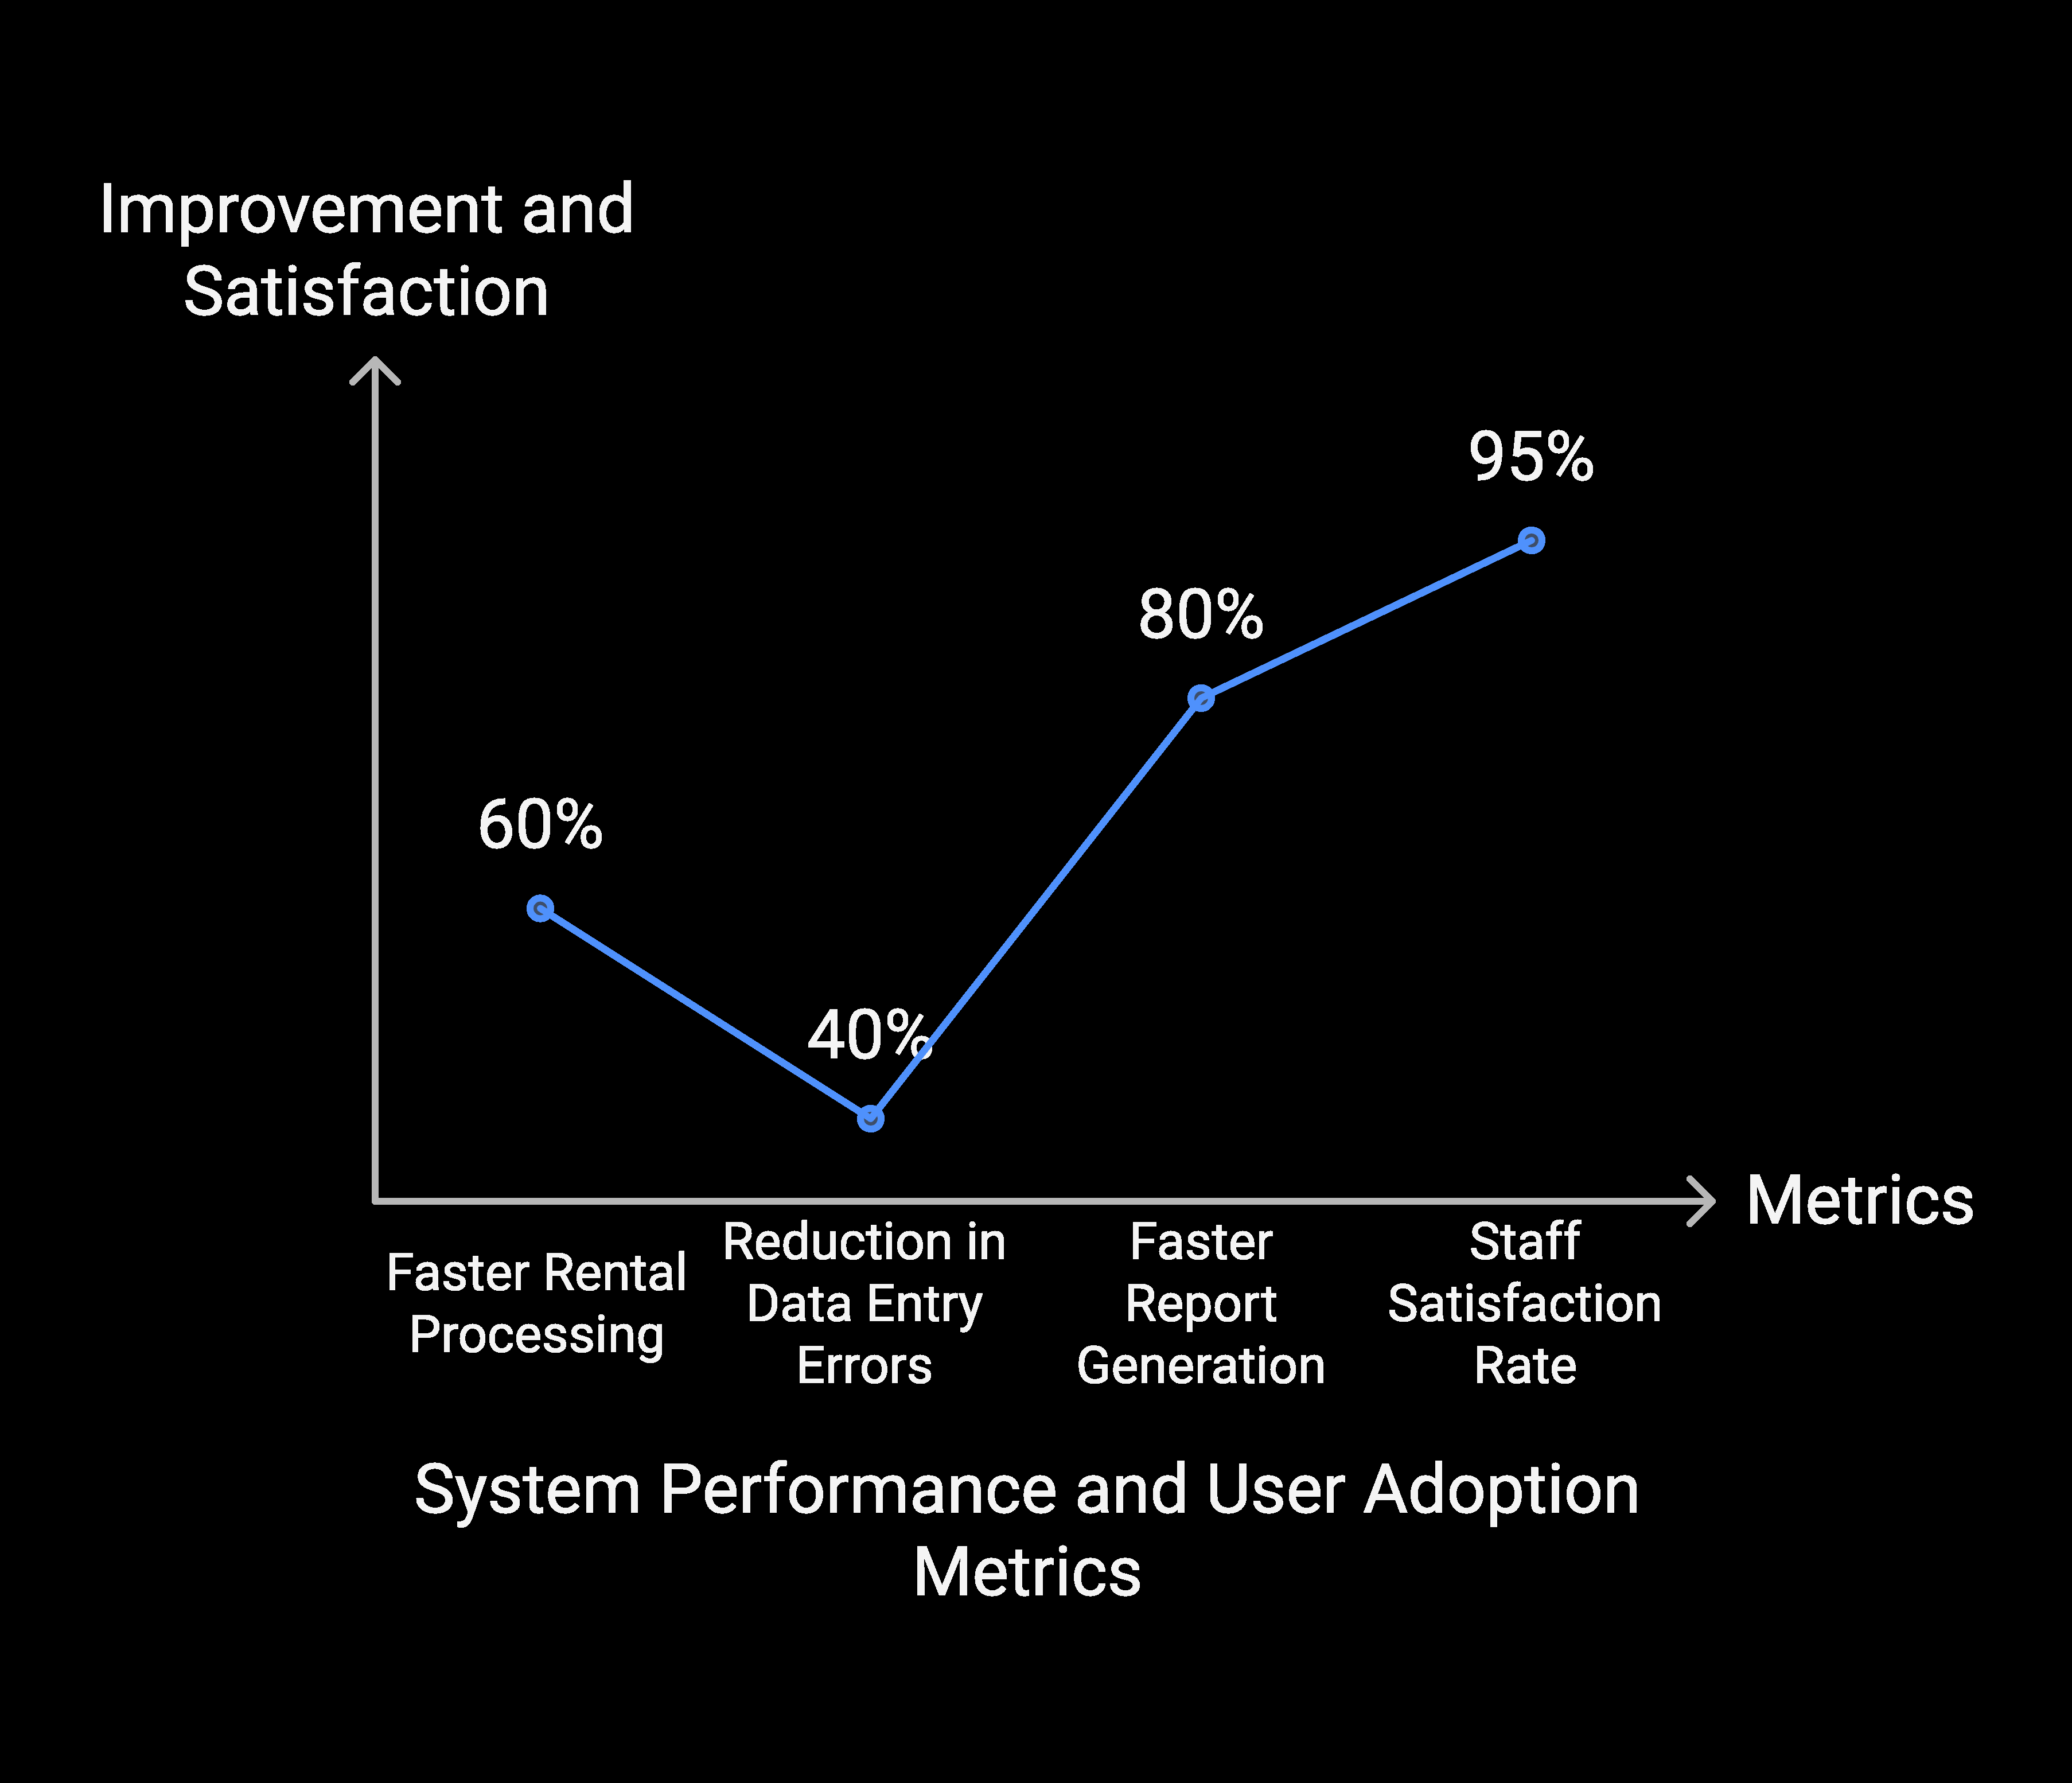 Improvement and
Satisfaction
95%
80%
60%
40%
Metrics
Faster Rental
Processing
Reduction in
Data Entry
Errors
Faster
Report
Generation
Staff
Satisfaction
Rate
System Performance and User Adoption
Metrics